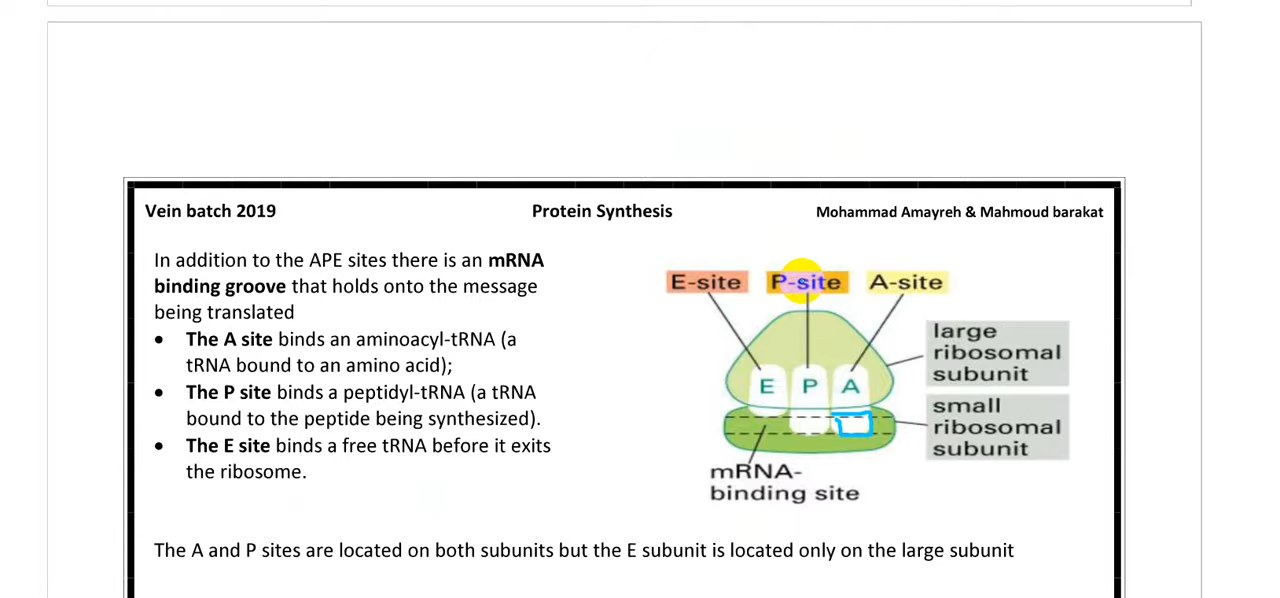 Vein batch 2019
Protein Synthesis
Mohammad Amayreh & Mahmoud barakat
In addition to the APE sites there is an mRNA
binding groove that holds onto the message
being translated
• The A site binds an aminoacyl-tRNA (a
tRNA bound to an amino acid);
• The P site binds a peptidyl-tRNA (a tRNA
bound to the peptide being synthesized).
• The E site binds a free tRNA before it exits
the ribosome.
E-site P-site A-site
large
ribosomal
subunit
E P A
small
ribosomal
subunit
mRNA-
binding site
The A and P sites are located on both subunits but the E subunit is located only on the large subunit